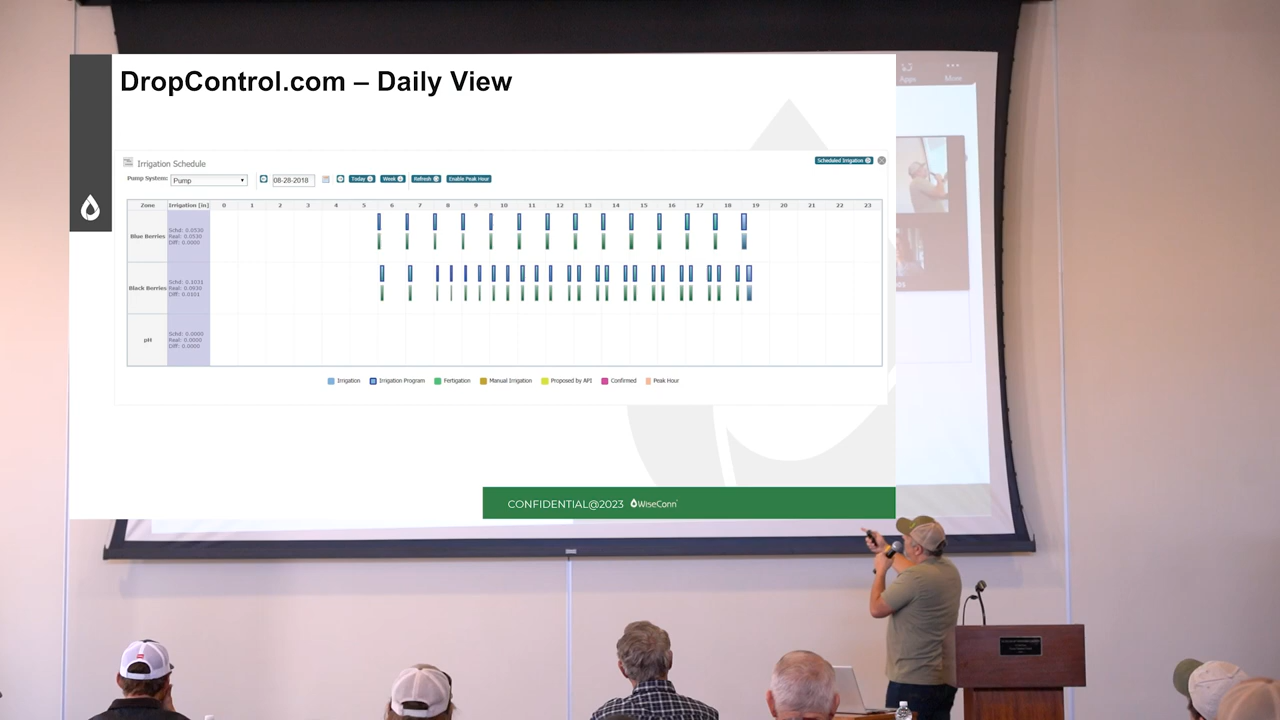 DropControl.com – Daily View
Apps
More
Irrigation Schedule
Scheduled Irrigation
Pump System: Pump 08-28-2018 Today Week Refresh Enable Peak Hour
Zone Irrigation [in] 0 1 2 3 4 5 6 7 8 9 10 11 12 13 14 15 16 17 18 19 20 21 22 23
Blue Berries
Schd: 0.0530
Real: 0.0530
Diff: 0.0000
Black Berries
Schd: 0.1031
Real: 0.0930
Diff: 0.0101
pH
Schd: 0.0000
Real: 0.0000
Diff: 0.0000
Irrigation Irrigation Program Fertigation Manual Irrigation Proposed by API Confirmed Peak Hour
CONFIDENTIAL@2023 WiseConn